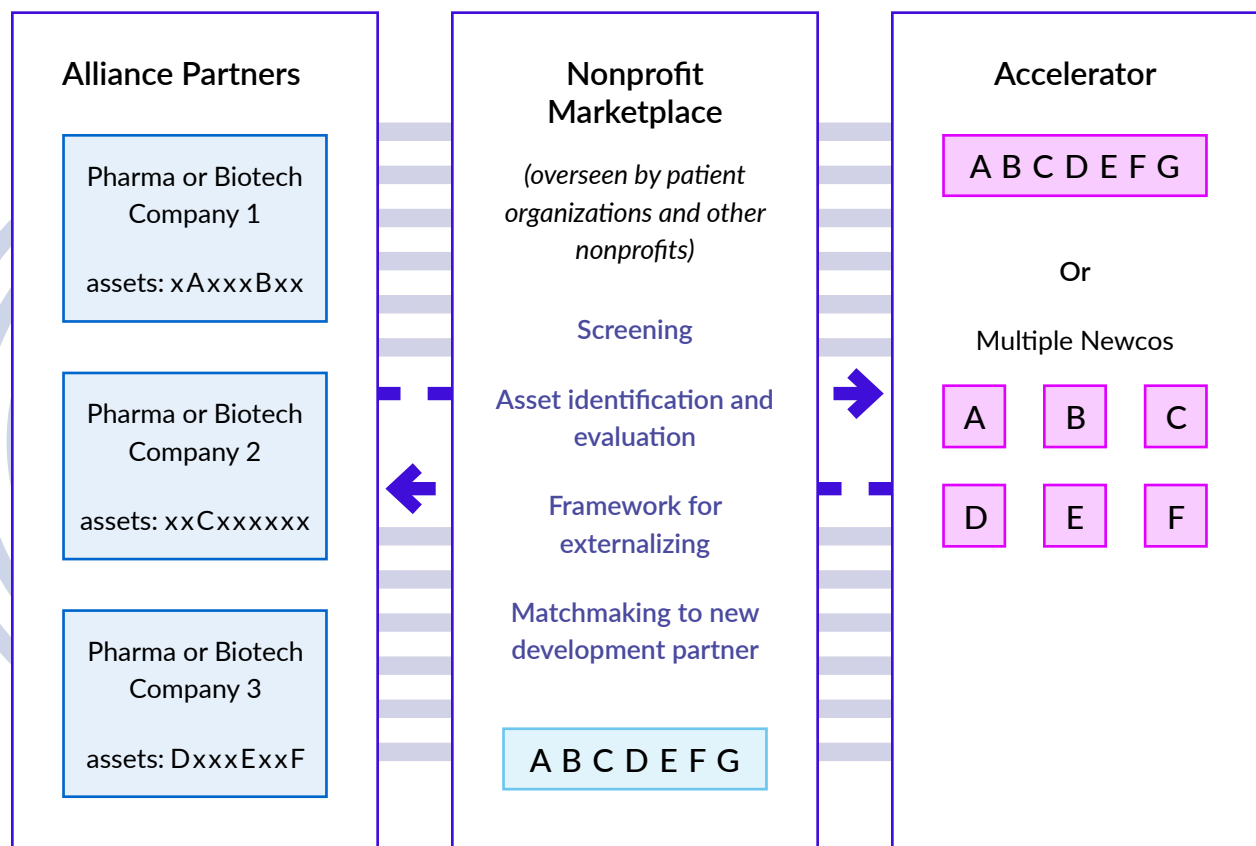 Alliance Partners
Pharma or Biotech
Company 1
assets: xAxxxBxx
Pharma or Biotech
Company 2
assets: xxCxxxxxx
Pharma or Biotech
Company 3
assets: DxxxExxF
Nonprofit
Marketplace
(overseen by patient
organizations and other
nonprofits)
Screening
Asset identification and
evaluation
Framework for
externalizing
Matchmaking to new
development partner
A B C D E F G
Accelerator
A B C D E F G
Or
Multiple Newcos
A B C
D E F